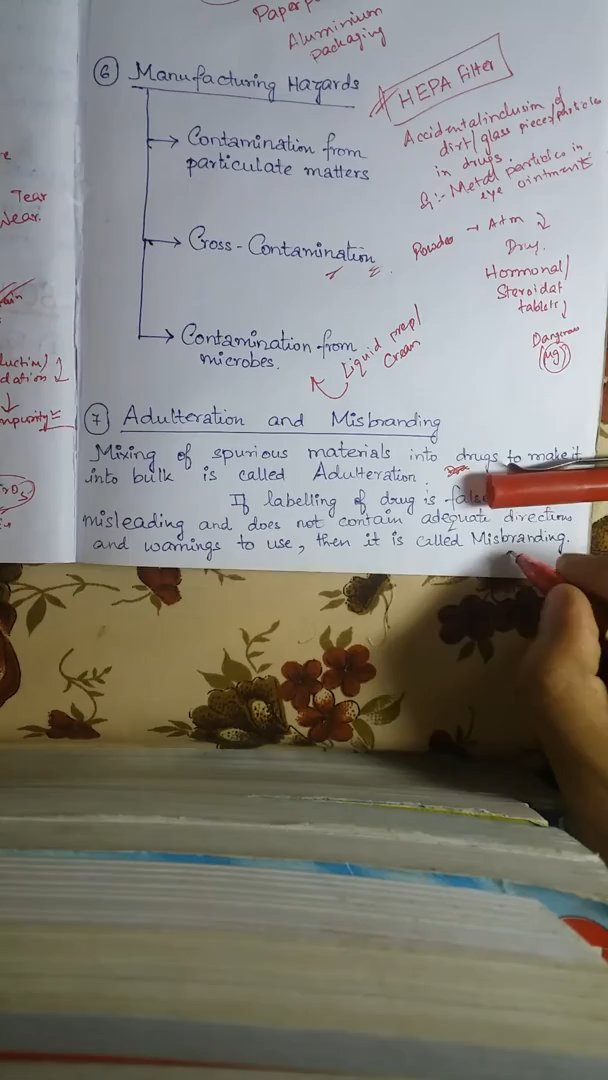 Paper
Aluminium
Packaging
⑥ Manufacturing Hazards
* HEPA Filter
→ Contamination from
particulate matters
Accidental inclusion of
dirt/glass pieces/particles
in drugs
Metal particles in
eye ointments
→ Cross-Contamination
Powder → Atm
Drug.
Hormonal/
Steroidal
tablets
Dangerous
(μg)
→ Contamination from
microbes.
Liquid prep/
Cream
⑦ Adulteration and Misbranding
Mixing of spurious materials into drugs to make it
into bulk is called Adulteration.
If labelling of drug is
misleading and does not contain adequate directions
and warnings to use, then it is called Misbranding.
Tear
Wear.